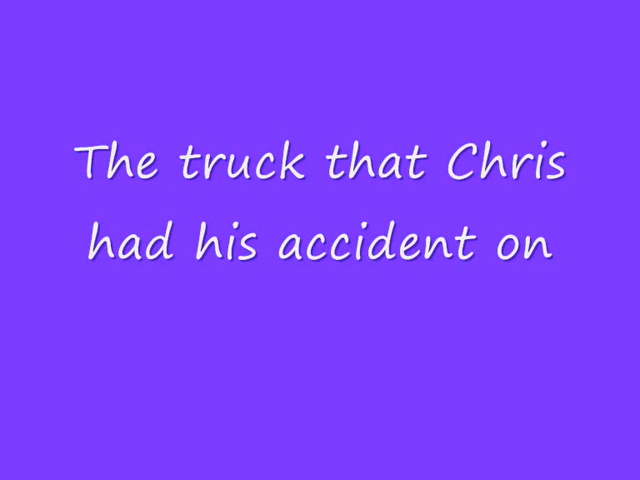 The truck that Chris
had his accident on